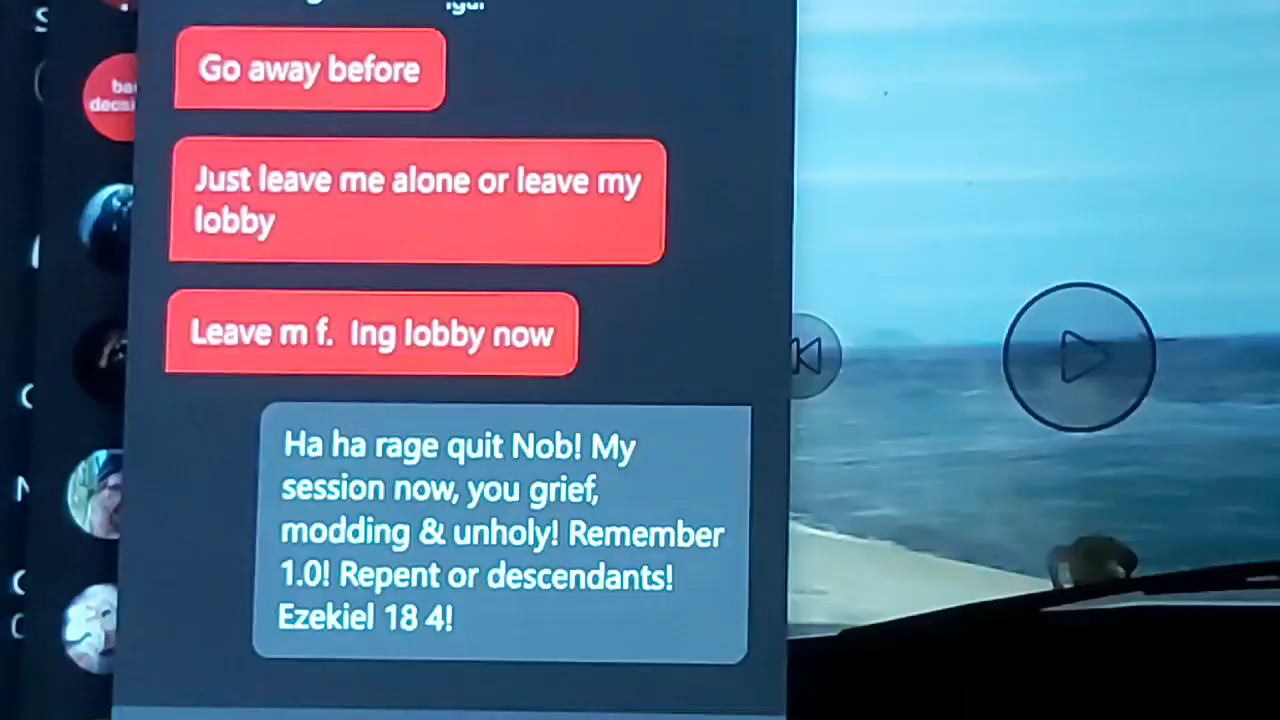 Go away before
Just leave me alone or leave my
lobby
Leave m f. Ing lobby now
Ha ha rage quit Nob! My
session now, you grief,
modding & unholy! Remember
1.0! Repent or descendants!
Ezekiel 18 4!